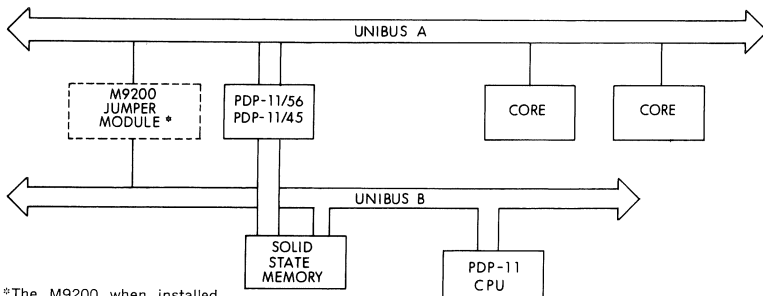 UNIBUS A
M9200
JUMPER
MODULE *
PDP-11/56
PDP-11/45
CORE
CORE
UNIBUS B
SOLID
STATE
MEMORY
PDP-11
CPU
*The M9200 when installed